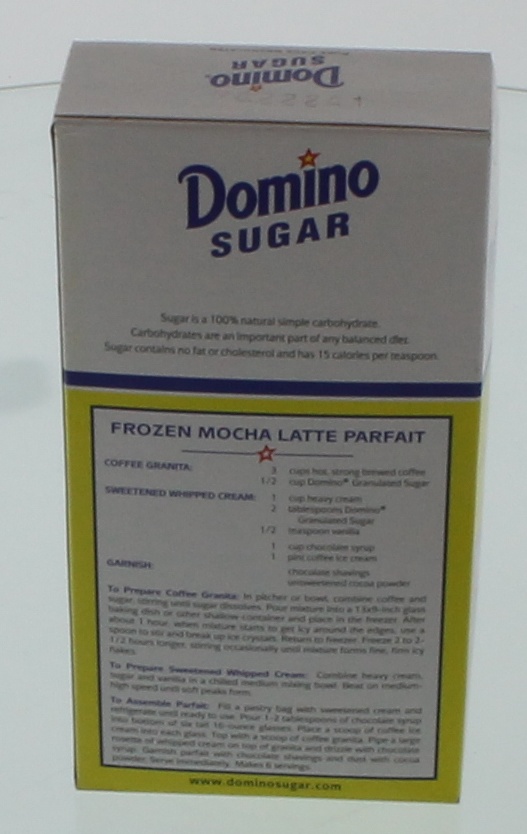 Domino
SUGAR
Domino
SUGAR
Sugar is a 100% natural simple carbohydrate.
Carbohydrates are an important part of any balanced diet.
Sugar contains no fat or cholesterol and has 15 calories per teaspoon.
FROZEN MOCHA LATTE PARFAIT
COFFEE GRANITA: 3 cups hot, strong brewed coffee
1/2 cup Domino® Granulated Sugar
SWEETENED WHIPPED CREAM: 1 cup heavy cream
2 tablespoons Domino®
Granulated Sugar
1/2 teaspoon vanilla
1 cup chocolate syrup
1 pint coffee ice cream
GARNISH: chocolate shavings
unsweetened cocoa powder
To Prepare Coffee Granita: In pitcher or bowl, combine coffee and
sugar, stirring until sugar dissolves. Pour mixture into a 13x9-inch glass
baking dish or other shallow container and place in the freezer. After
about 1 hour, when mixture starts to get icy around the edges, use a
spoon to stir and break up ice crystals. Return to freezer. Freeze 2 to 2-
1/2 hours longer, stirring occasionally until mixture forms fine, firm icy
flakes.
To Prepare Sweetened Whipped Cream: Combine heavy cream,
sugar and vanilla in a chilled medium mixing bowl. Beat on medium-
high speed until soft peaks form.
To Assemble Parfait: Fit a pastry bag with sweetened cream and
refrigerate until ready to use. Pour 1-2 tablespoons of chocolate syrup
into bottom of six tall 16-ounce glasses. Place a scoop of coffee ice
cream into each glass. Top with a scoop of coffee granita. Pipe a large
rosette of whipped cream on top of granita and drizzle with chocolate
syrup. Garnish parfait with chocolate shavings and dust with cocoa
powder. Serve immediately. Makes 6 servings.
www.dominosugar.com